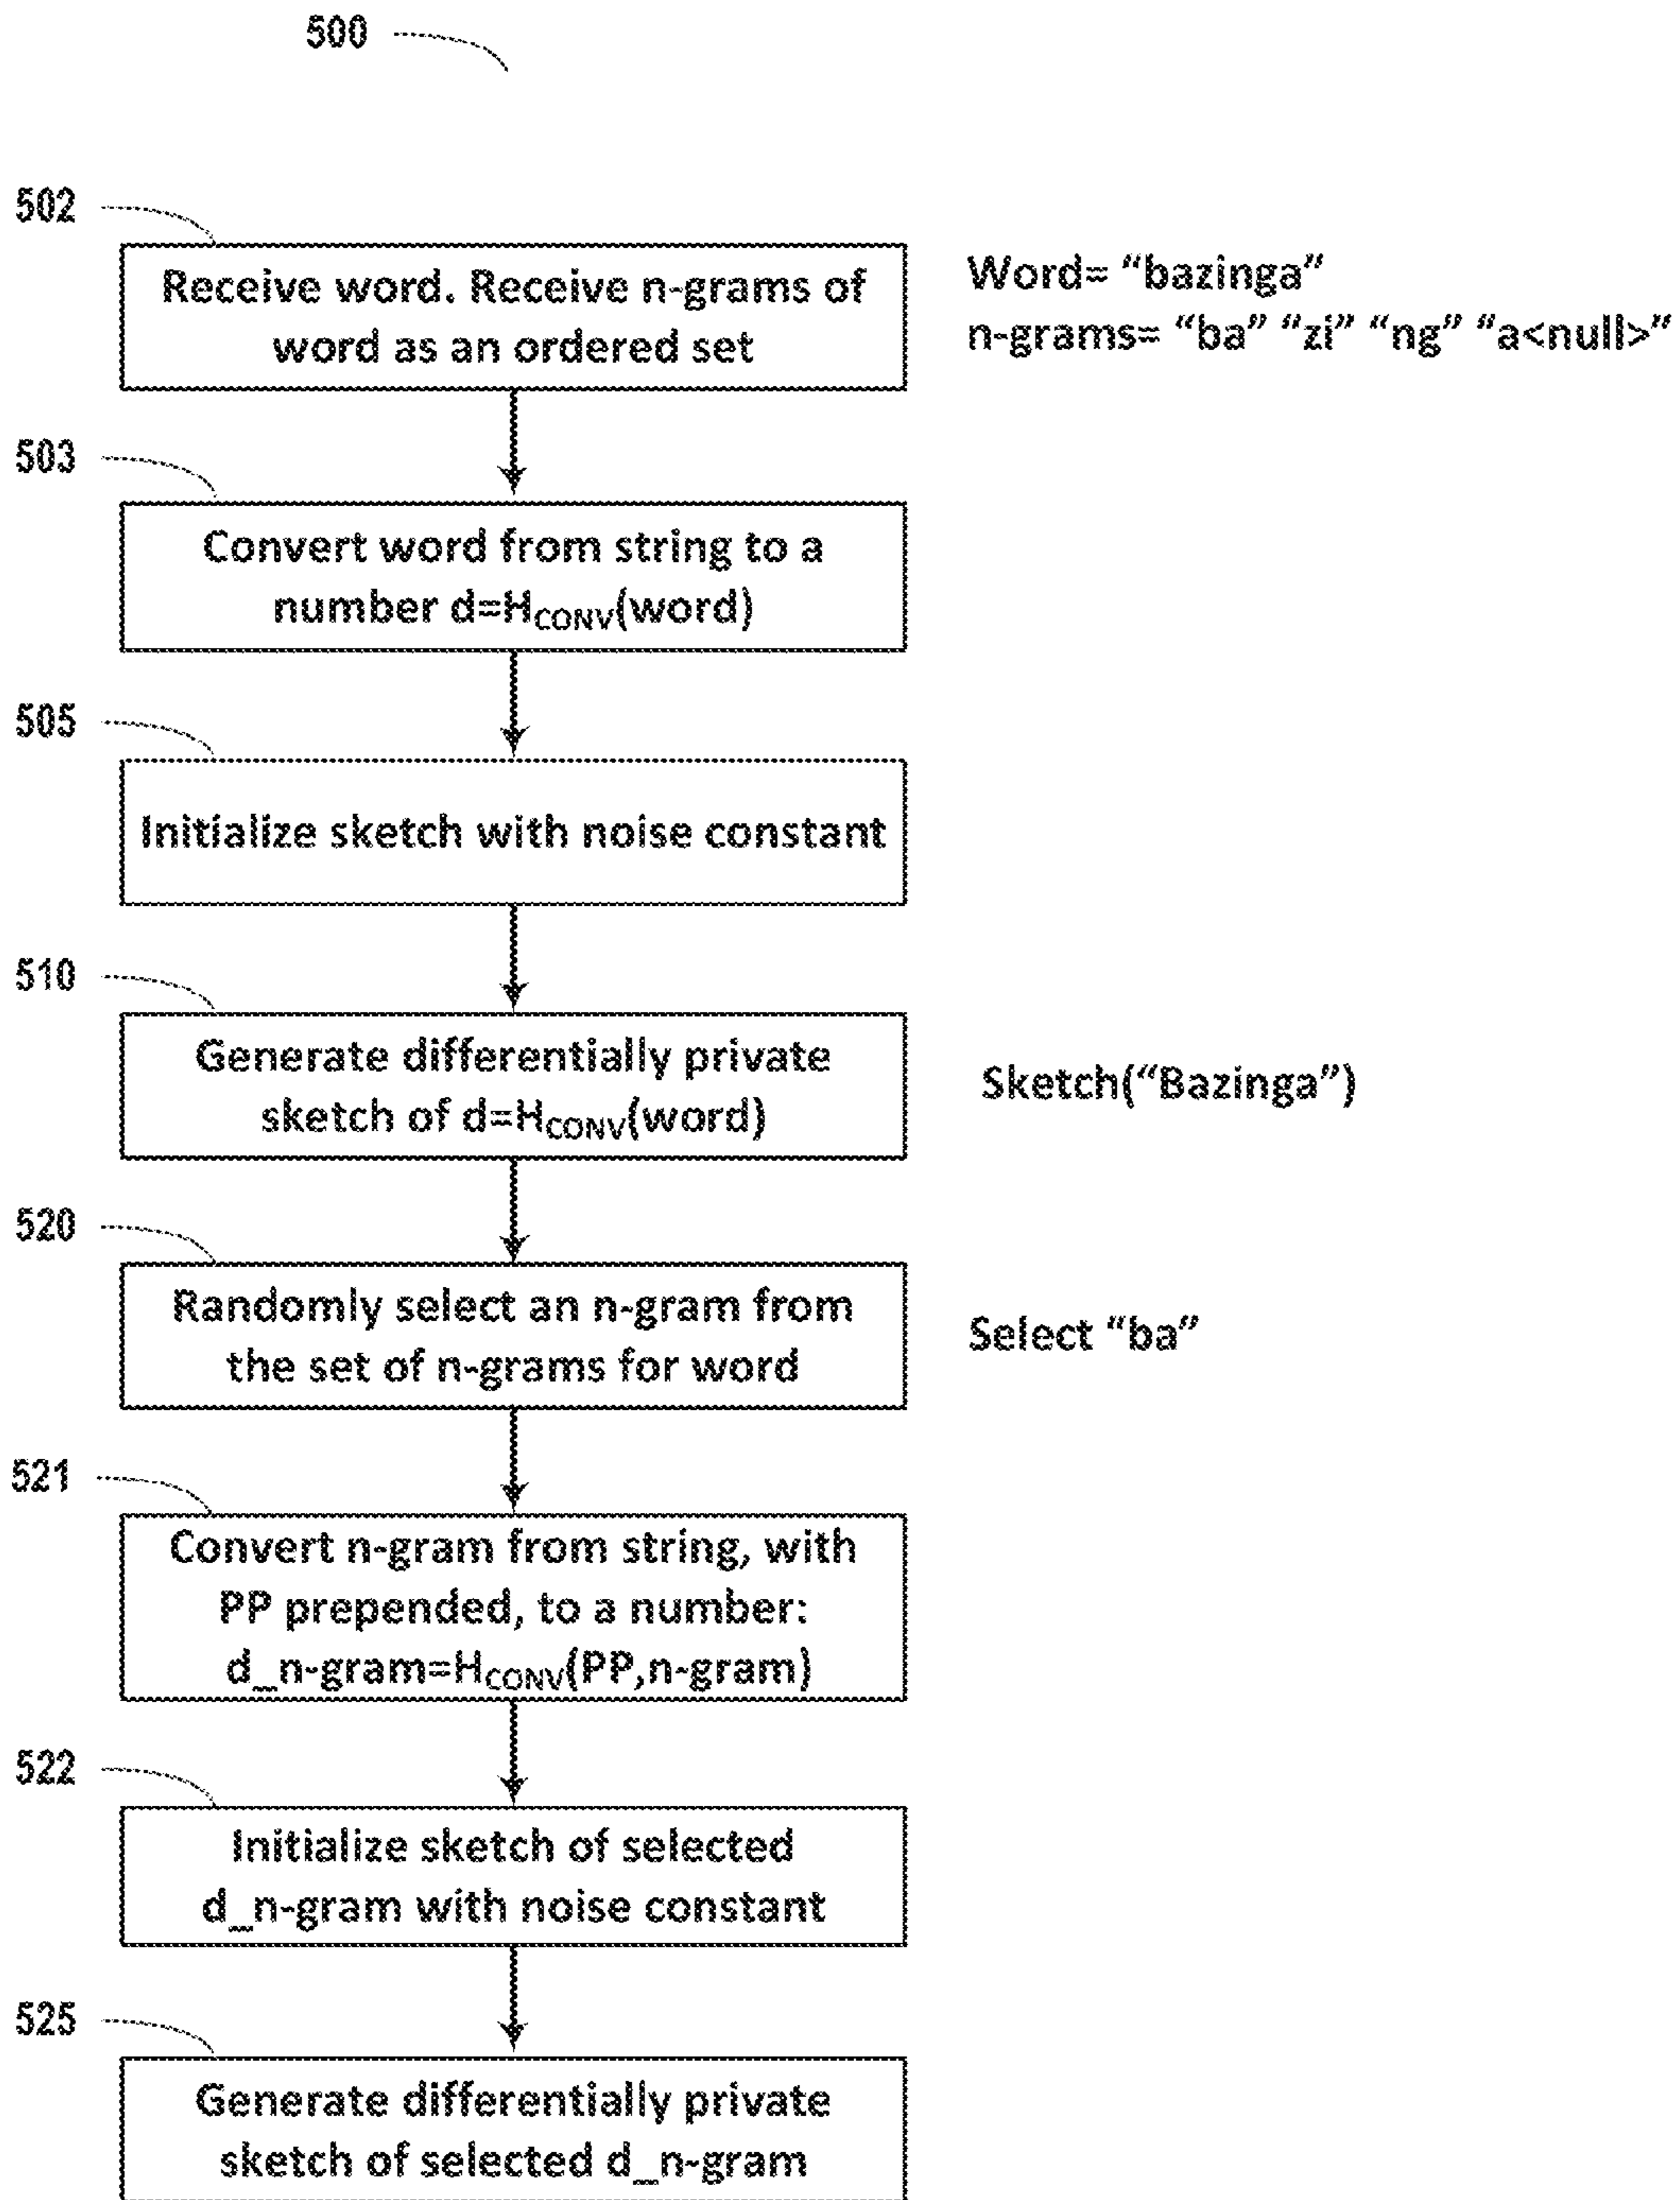 500
502
Receive word. Receive n-grams of
word as an ordered set
Word= “bazinga”
n-grams= “ba” “zi” “ng” “a<null>”
503
Convert word from string to a
number d=HCONV(word)
505
Initialize sketch with noise constant
510
Generate differentially private
sketch of d=HCONV(word)
Sketch(“Bazinga”)
520
Randomly select an n-gram from
the set of n-grams for word
Select “ba”
521
Convert n-gram from string, with
PP prepended, to a number:
d_n-gram=HCONV(PP,n-gram)
522
Initialize sketch of selected
d_n-gram with noise constant
525
Generate differentially private
sketch of selected d_n-gram